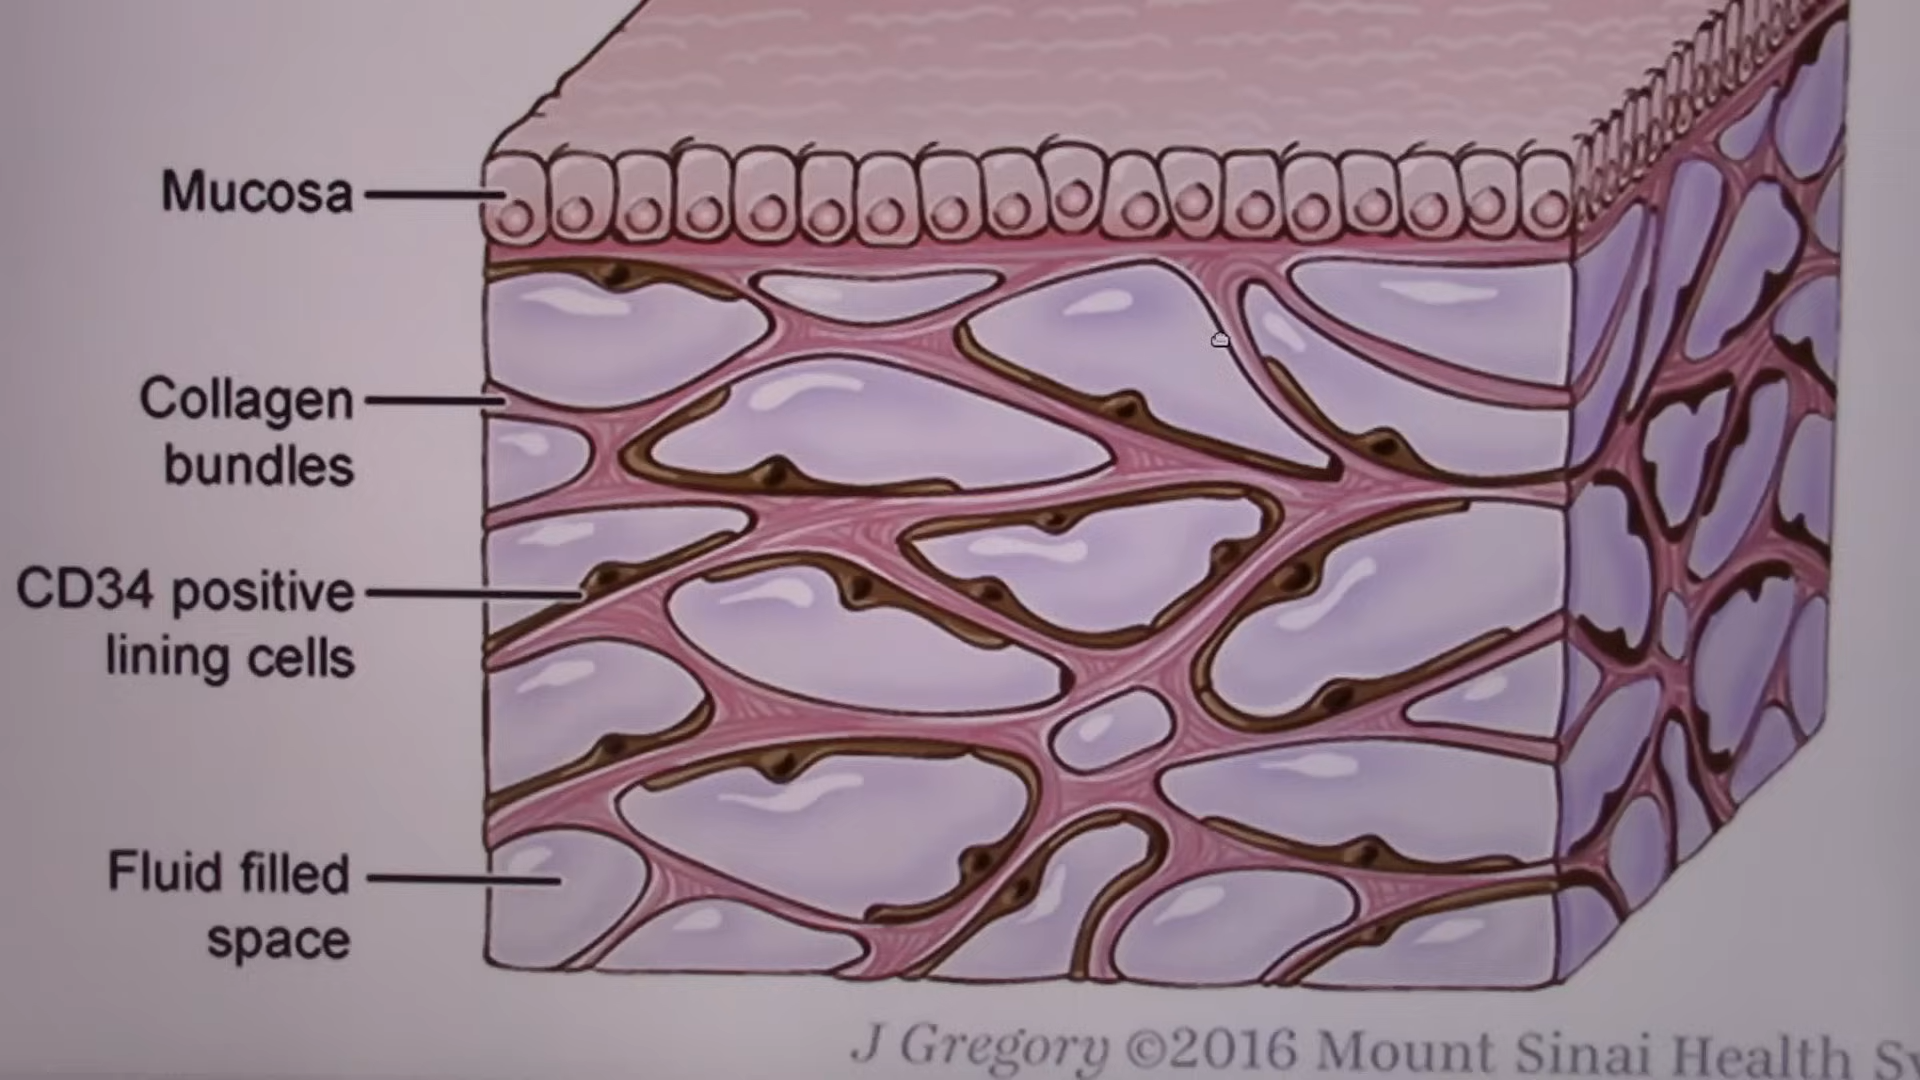 Mucosa
Collagen
bundles
CD34 positive
lining cells
Fluid filled
space
J Gregory ©2016 Mount Sinai Health